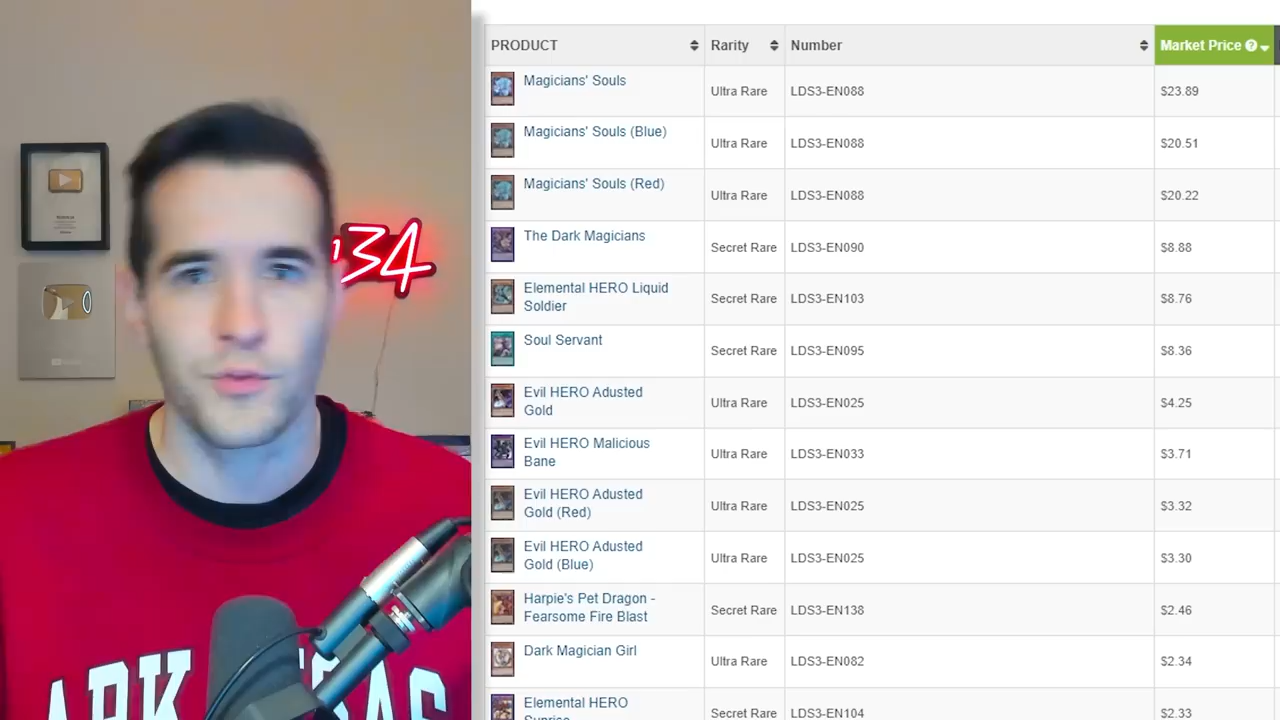 '34
ARK
SAS
PRODUCT Rarity Number Market Price
Magicians' Souls Ultra Rare LDS3-EN088 $23.89
Magicians' Souls (Blue) Ultra Rare LDS3-EN088 $20.51
Magicians' Souls (Red) Ultra Rare LDS3-EN088 $20.22
The Dark Magicians Secret Rare LDS3-EN090 $8.88
Elemental HERO Liquid
Soldier Secret Rare LDS3-EN103 $8.76
Soul Servant Secret Rare LDS3-EN095 $8.36
Evil HERO Adusted
Gold Ultra Rare LDS3-EN025 $4.25
Evil HERO Malicious
Bane Ultra Rare LDS3-EN033 $3.71
Evil HERO Adusted
Gold (Red) Ultra Rare LDS3-EN025 $3.32
Evil HERO Adusted
Gold (Blue) Ultra Rare LDS3-EN025 $3.30
Harpie's Pet Dragon -
Fearsome Fire Blast Secret Rare LDS3-EN138 $2.46
Dark Magician Girl Ultra Rare LDS3-EN082 $2.34
Elemental HERO
Sunrise Secret Rare LDS3-EN104 $2.33